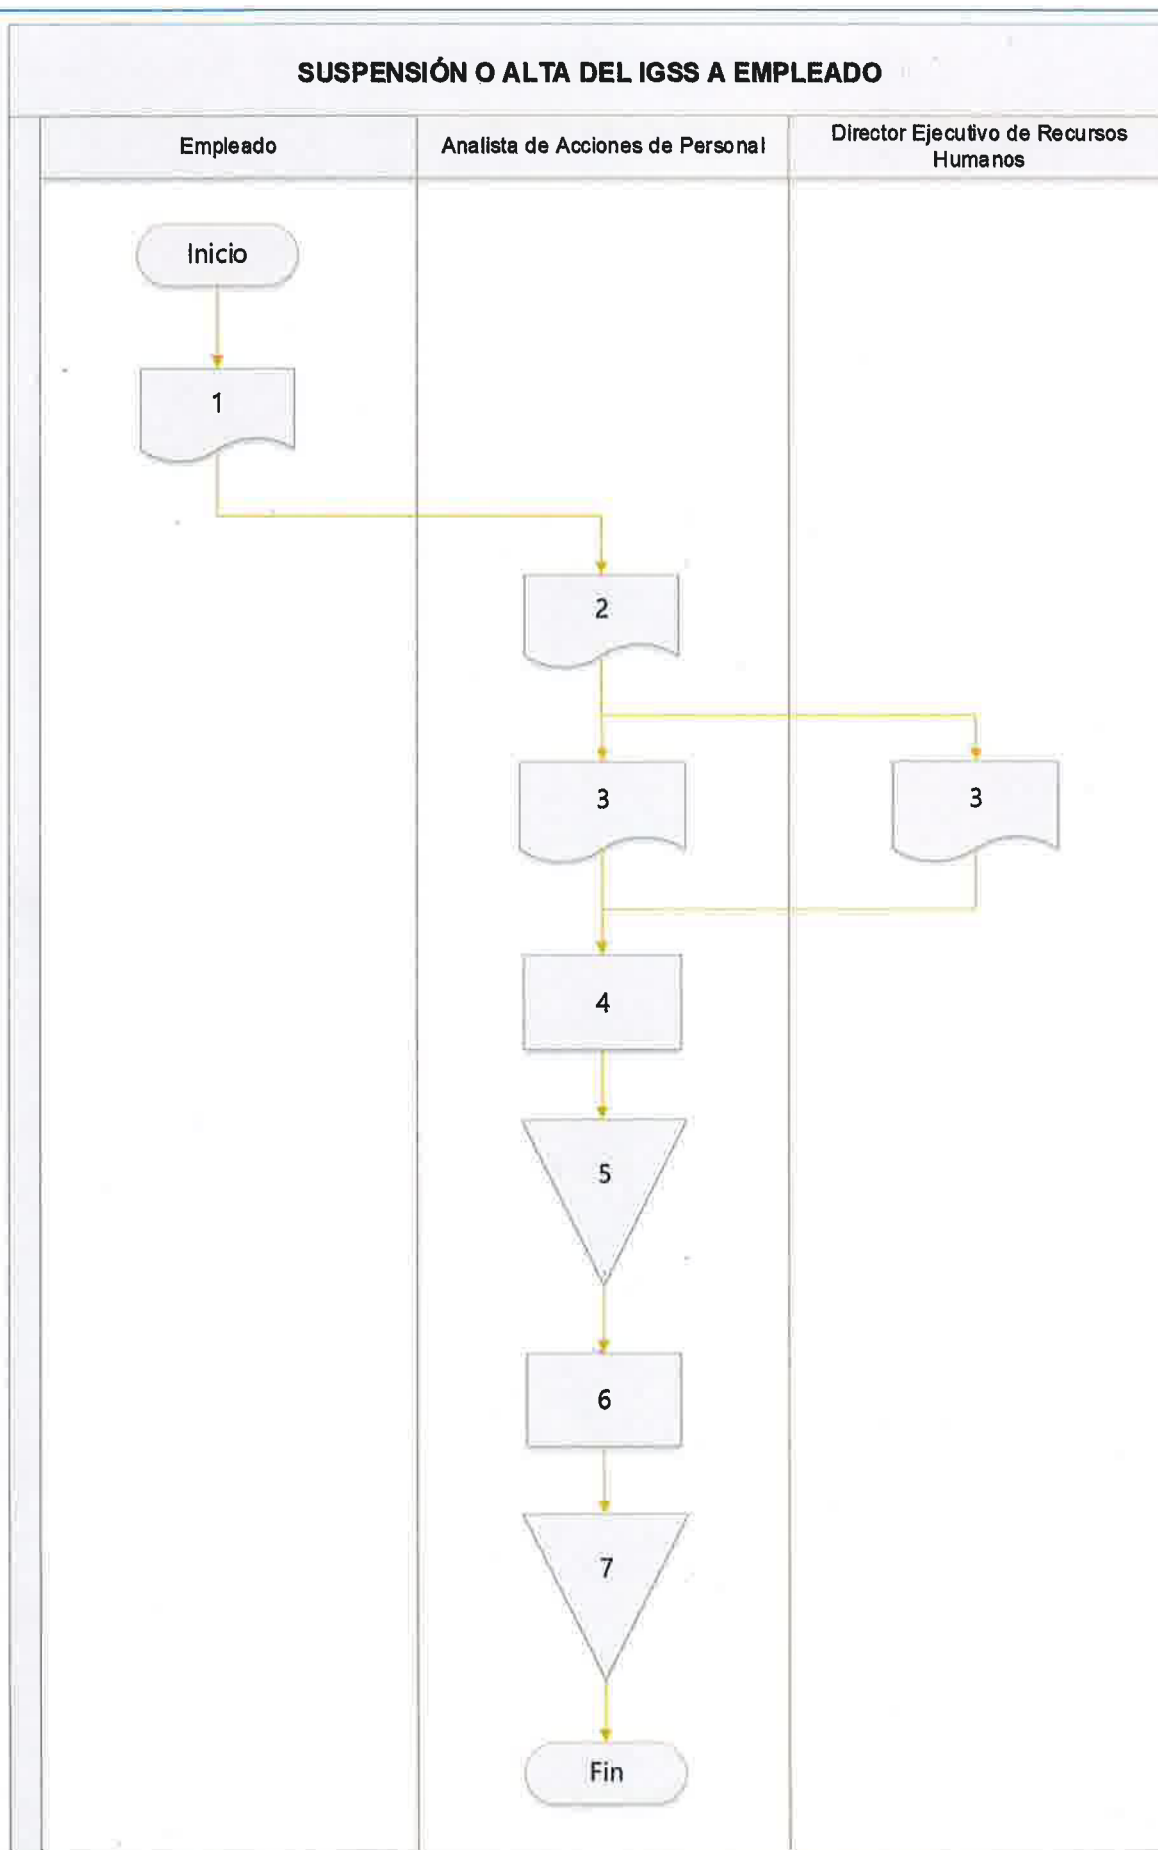 SUSPENSIÓN O ALTA DEL IGSS A EMPLEADO
Empleado
Analista de Acciones de Personal
Director Ejecutivo de Recursos
Humanos
Inicio
1
2
3
3
4
5
6
7
Fin